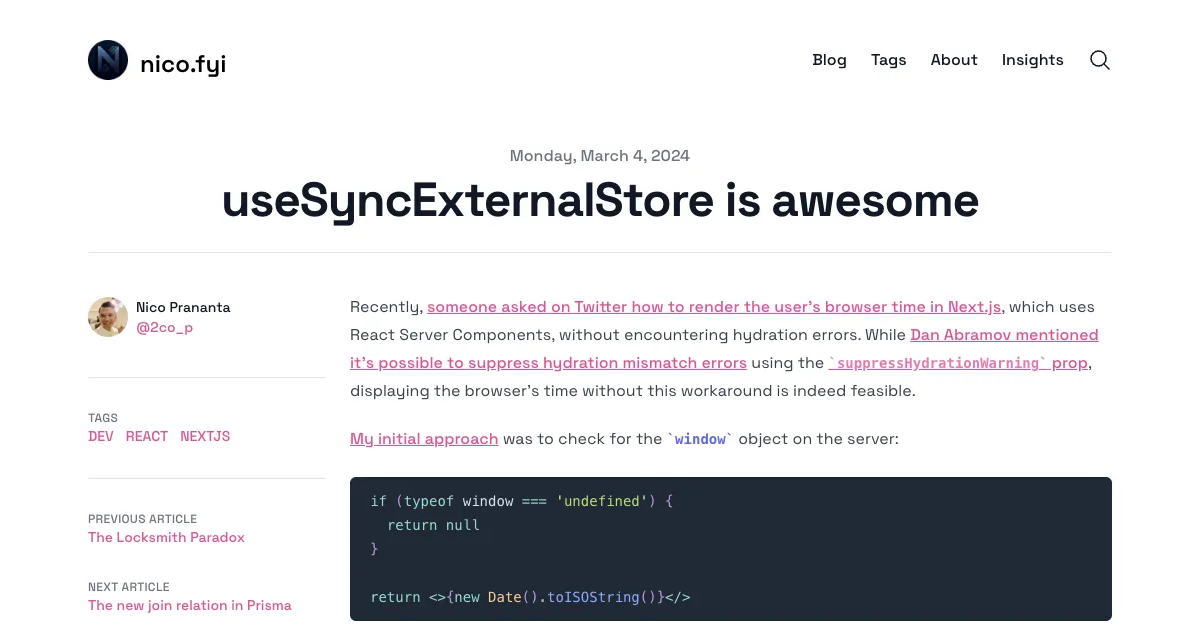 nico.fyi
Blog Tags About Insights
Monday, March 4, 2024
useSyncExternalStore is awesome
Nico Prananta
@2co_p
TAGS
DEV REACT NEXTJS
PREVIOUS ARTICLE
The Locksmith Paradox
NEXT ARTICLE
The new join relation in Prisma
Recently, someone asked on Twitter how to render the user's browser time in Next.js, which uses
React Server Components, without encountering hydration errors. While Dan Abramov mentioned
it's possible to suppress hydration mismatch errors using the `suppressHydrationWarning` prop,
displaying the browser's time without this workaround is indeed feasible.
My initial approach was to check for the `window` object on the server:
if (typeof window === 'undefined') {
  return null
}
return <>{new Date().toISOString()}</>